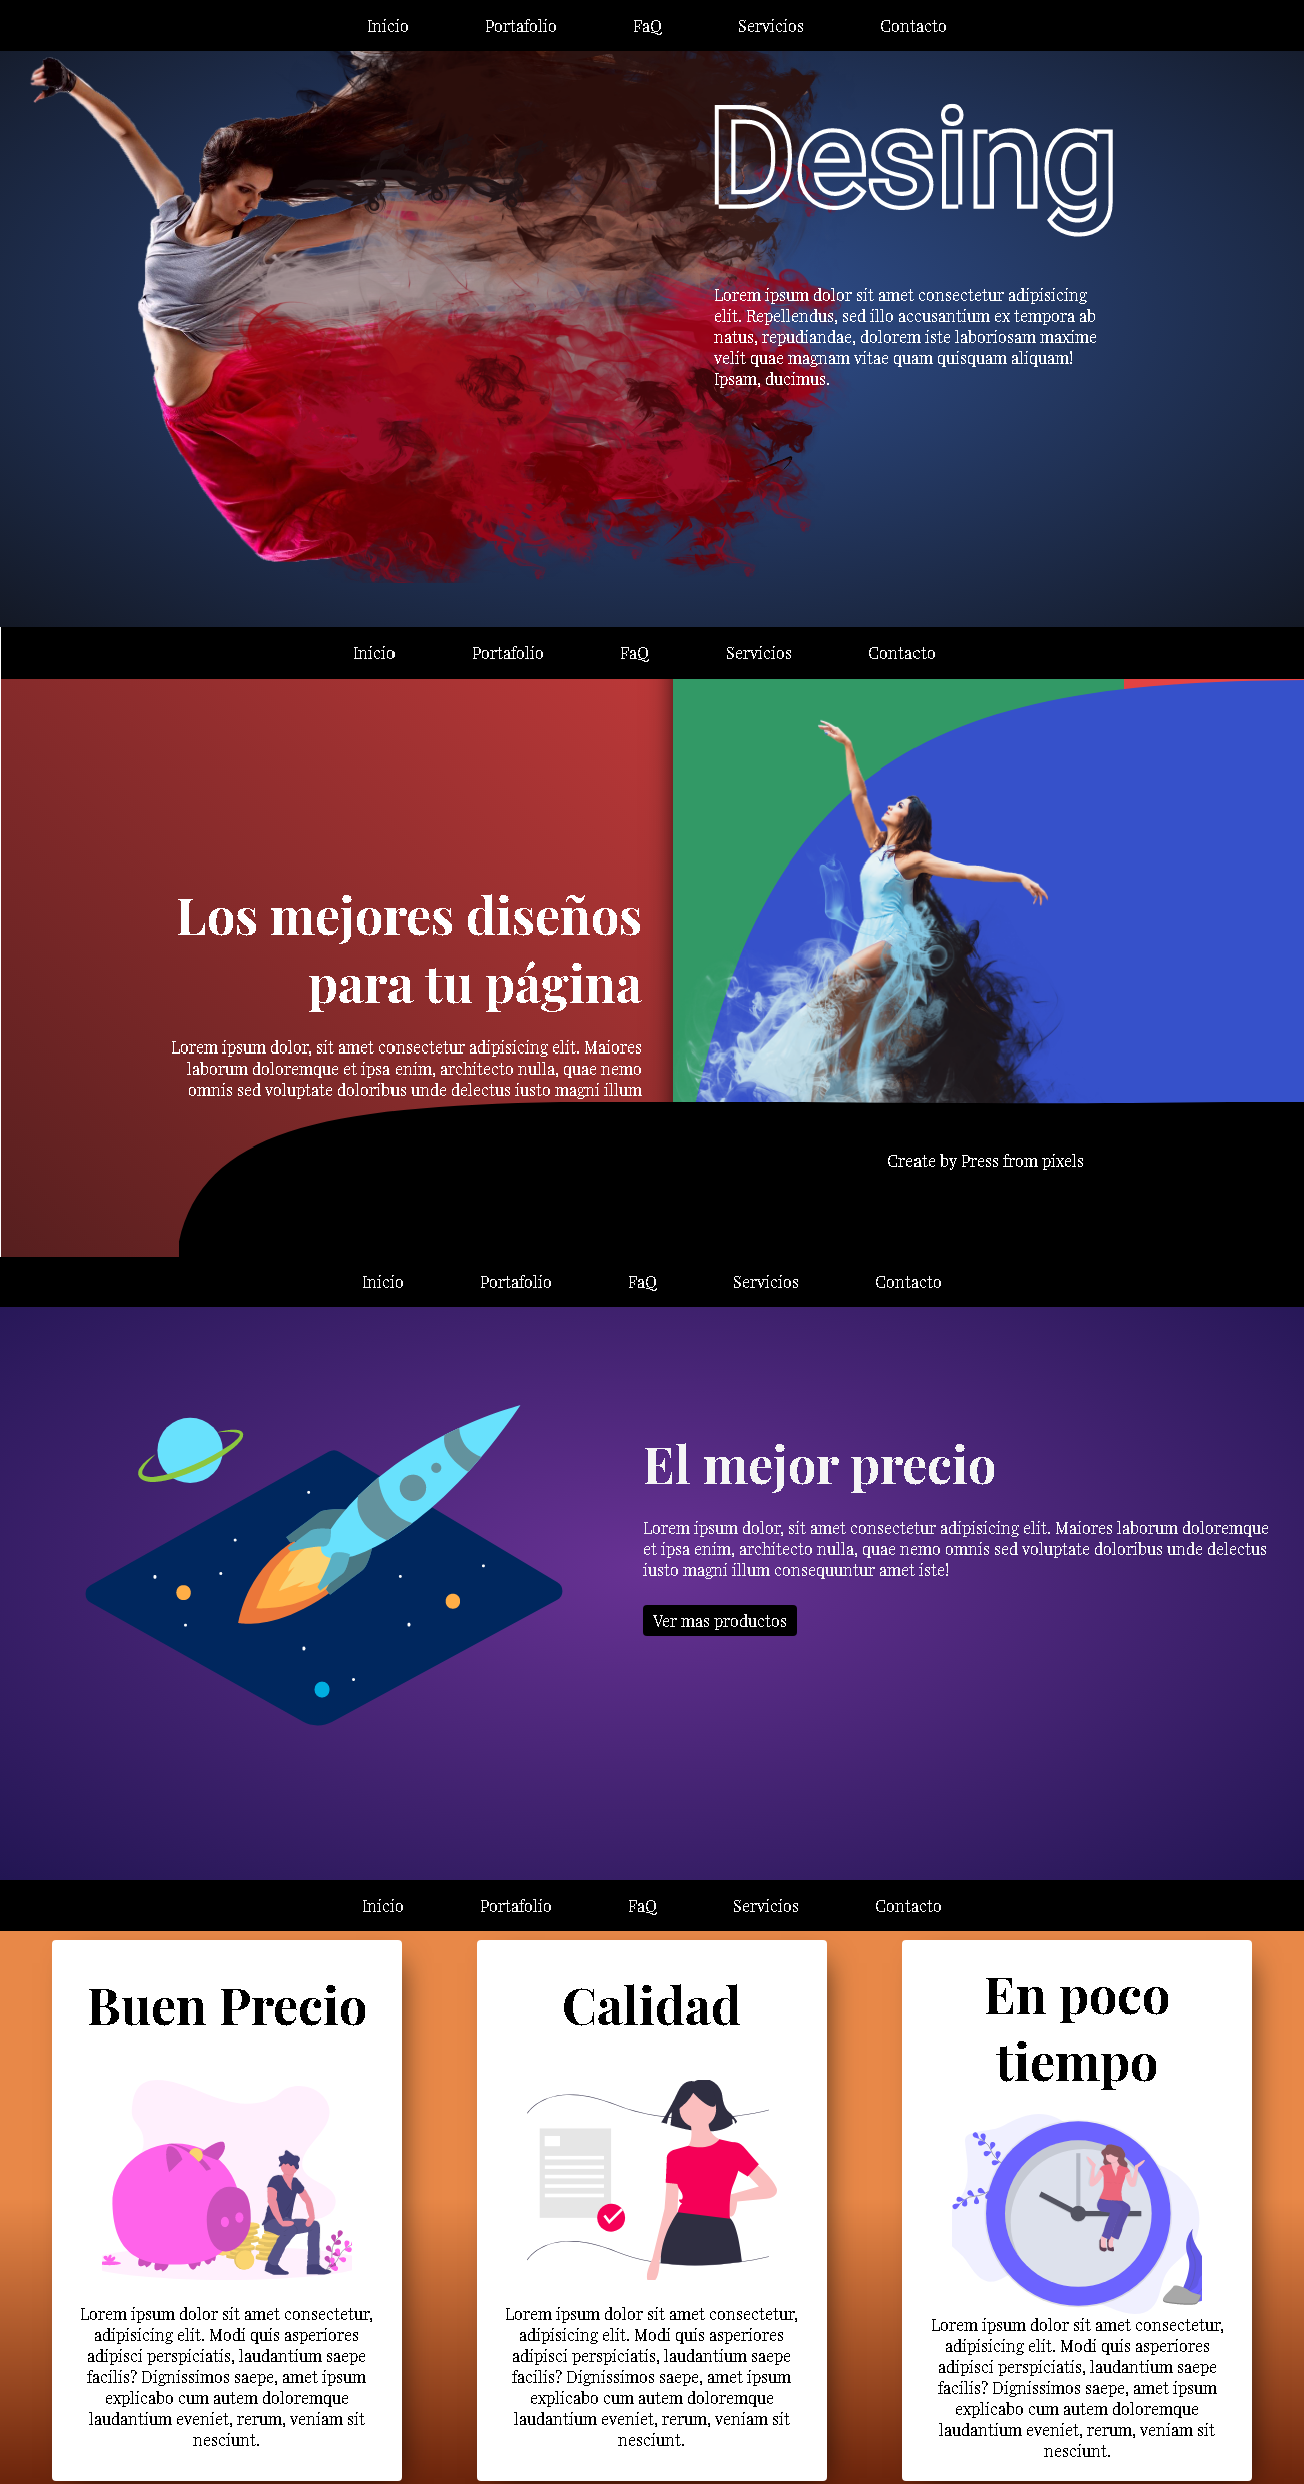 Inicio Portafolio FaQ Servicios Contacto
Desing
Lorem ipsum dolor sit amet consectetur adipisicing
elit. Repellendus, sed illo accusantium ex tempora ab
natus, repudiandae, dolorem iste laboriosam maxime
velit quae magnam vitae quam quisquam aliquam!
Ipsam, ducimus.
Inicio Portafolio FaQ Servicios Contacto
Los mejores diseños
para tu página
Lorem ipsum dolor, sit amet consectetur adipisicing elit. Maiores
laborum doloremque et ipsa enim, architecto nulla, quae nemo
omnis sed voluptate doloribus unde delectus iusto magni illum
Create by Press from pixels
Inicio Portafolio FaQ Servicios Contacto
El mejor precio
Lorem ipsum dolor, sit amet consectetur adipisicing elit. Maiores laborum doloremque
et ipsa enim, architecto nulla, quae nemo omnis sed voluptate doloribus unde delectus
iusto magni illum consequuntur amet iste!
Ver mas productos
Inicio Portafolio FaQ Servicios Contacto
Buen Precio
Lorem ipsum dolor sit amet consectetur,
adipisicing elit. Modi quis asperiores
adipisci perspiciatis, laudantium saepe
facilis? Dignissimos saepe, amet ipsum
explicabo cum autem doloremque
laudantium eveniet, rerum, veniam sit
nesciunt.
Calidad
Lorem ipsum dolor sit amet consectetur,
adipisicing elit. Modi quis asperiores
adipisci perspiciatis, laudantium saepe
facilis? Dignissimos saepe, amet ipsum
explicabo cum autem doloremque
laudantium eveniet, rerum, veniam sit
nesciunt.
En poco
tiempo
Lorem ipsum dolor sit amet consectetur,
adipisicing elit. Modi quis asperiores
adipisci perspiciatis, laudantium saepe
facilis? Dignissimos saepe, amet ipsum
explicabo cum autem doloremque
laudantium eveniet, rerum, veniam sit
nesciunt.